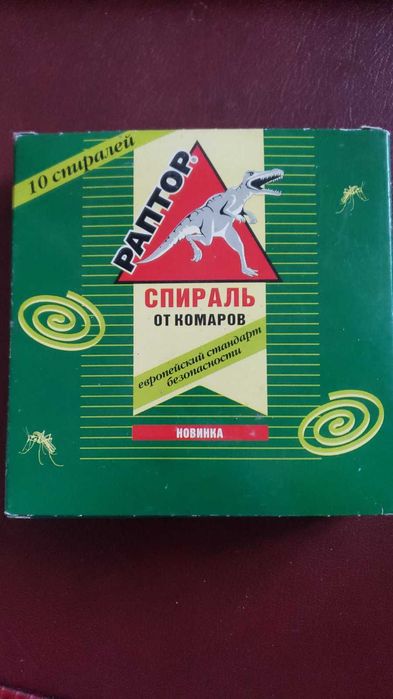 10 спиралей
РАПТОР®
СПИРАЛЬ
ОТ КОМАРОВ
европейский стандарт
безопасности
НОВИНКА